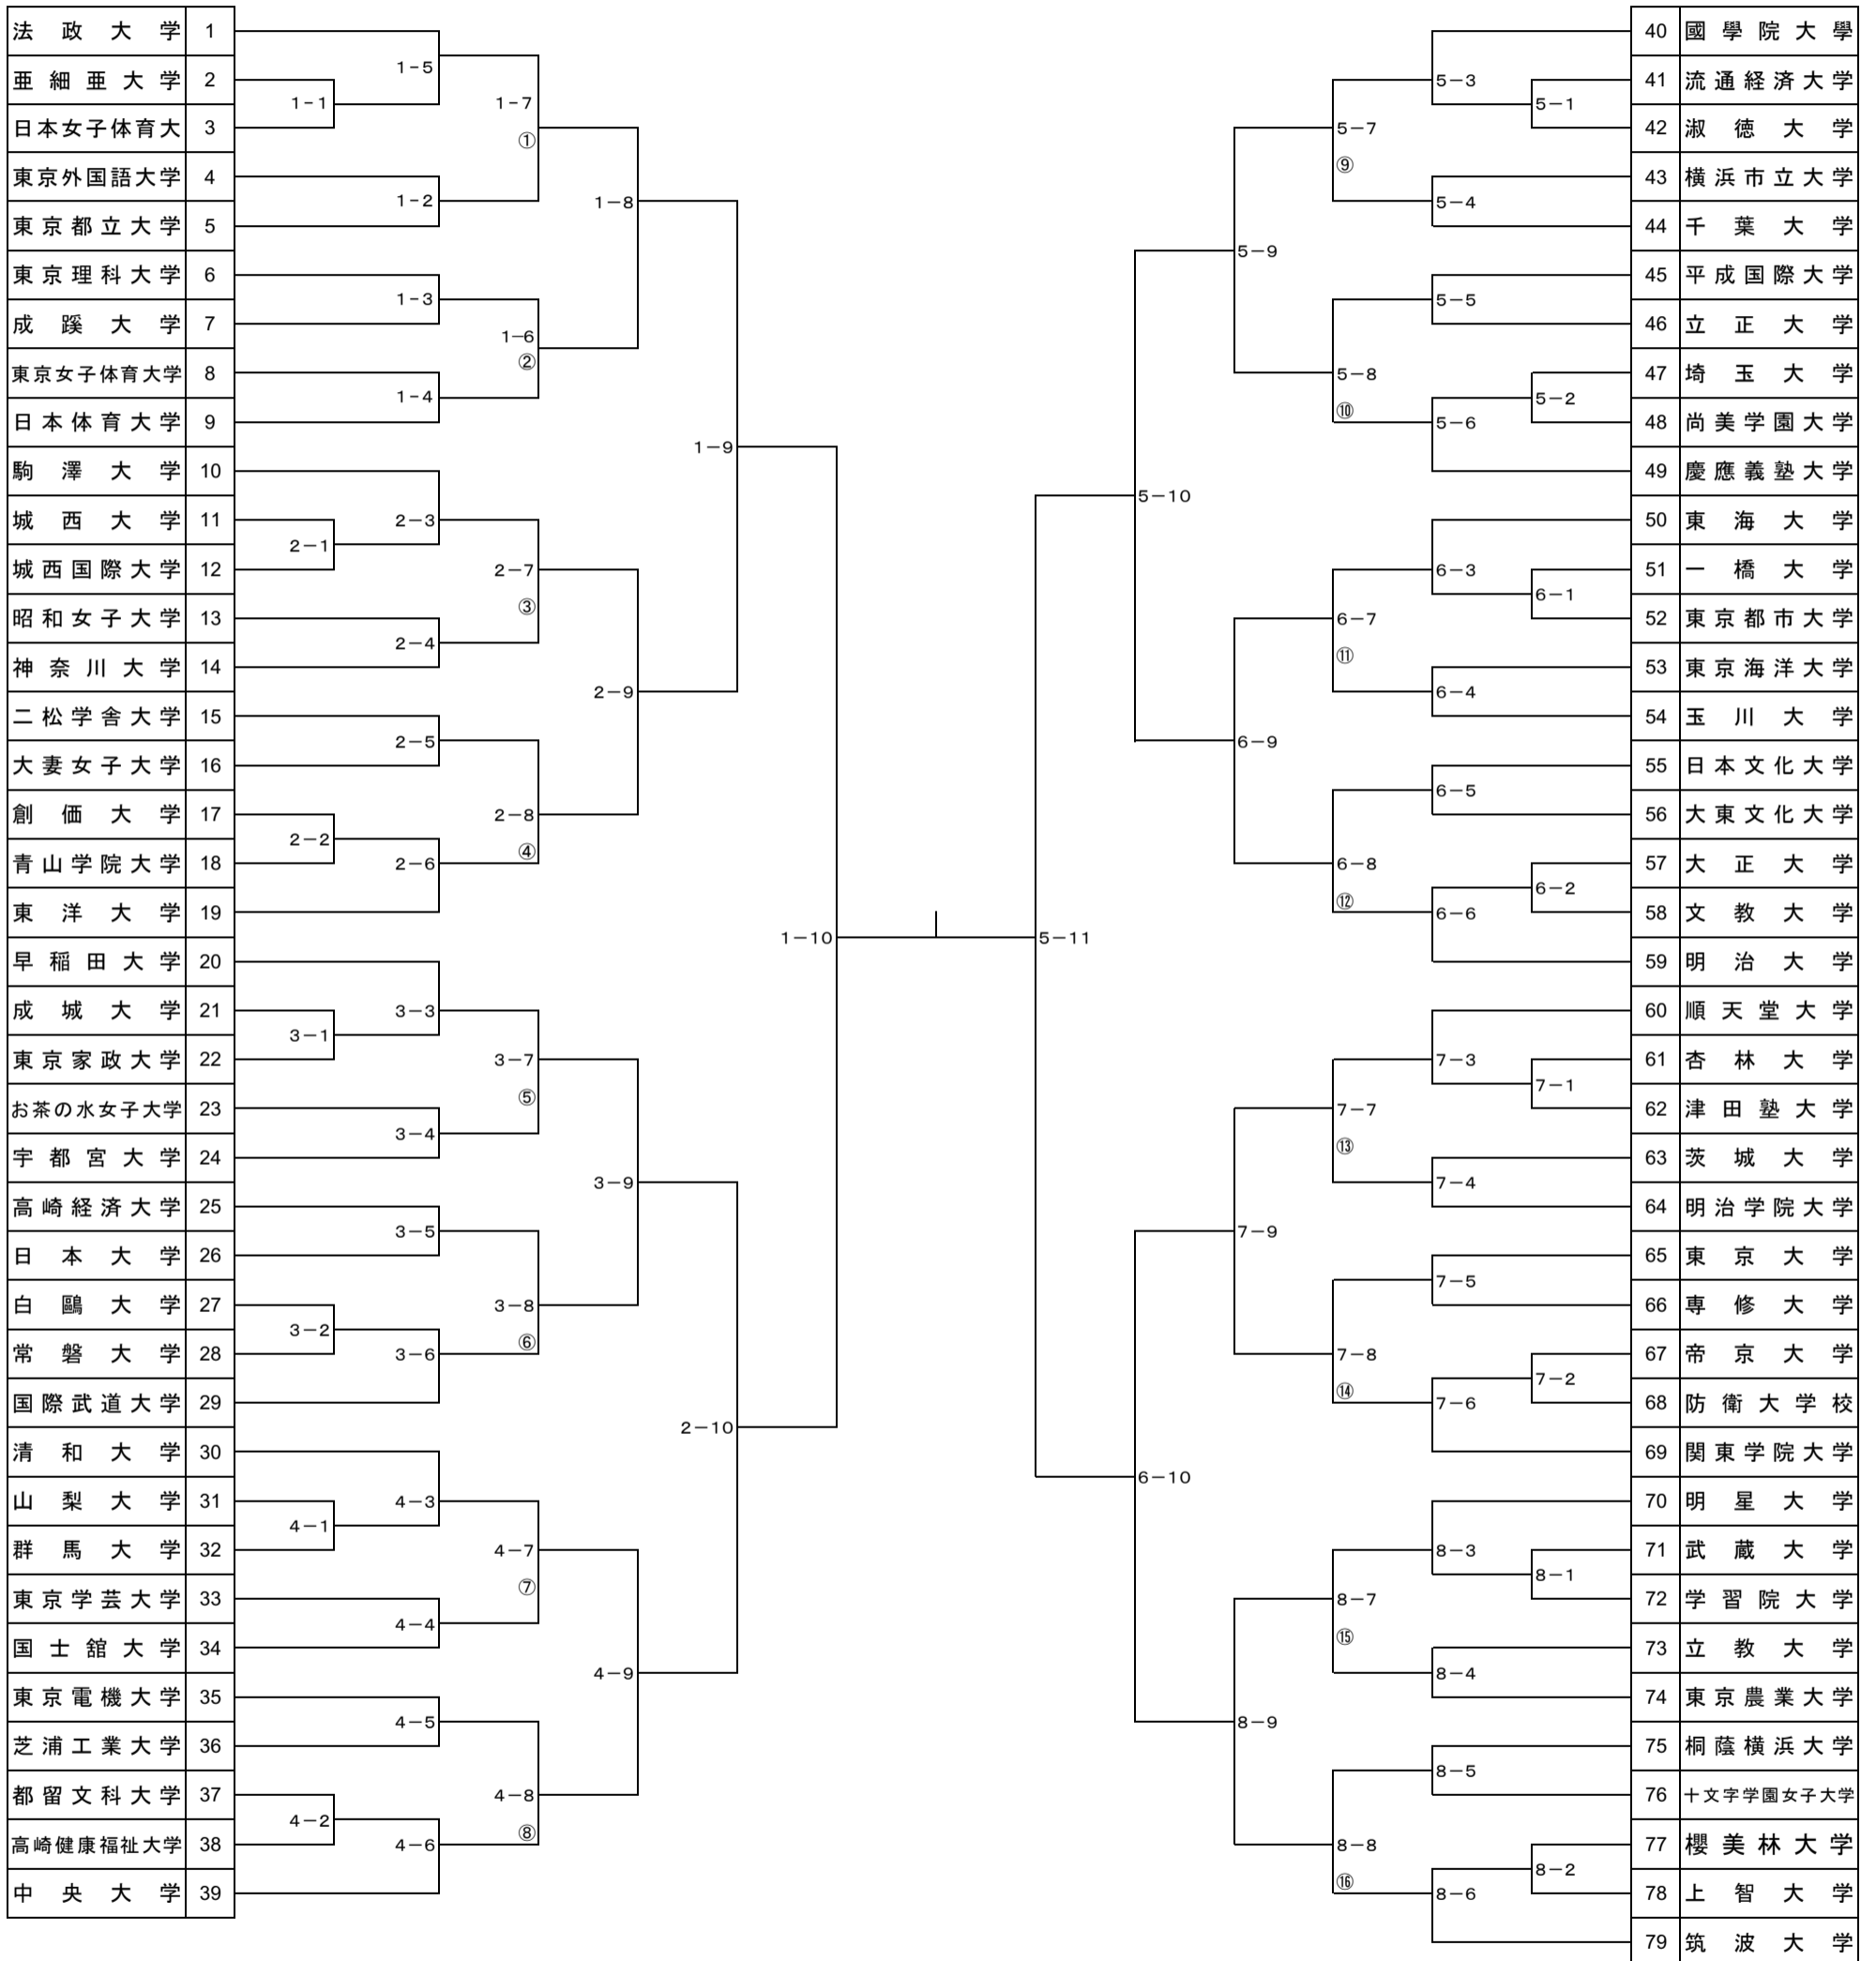 法政大学 1
亜細亜大学 2
日本女子体育大 3
東京外国語大学 4
東京都立大学 5
東京理科大学 6
成蹊大学 7
東京女子体育大学 8
日本体育大学 9
駒澤大学 10
城西大学 11
城西国際大学 12
昭和女子大学 13
神奈川大学 14
二松学舎大学 15
大妻女子大学 16
創価大学 17
青山学院大学 18
東洋大学 19
早稲田大学 20
成城大学 21
東京家政大学 22
お茶の水女子大学 23
宇都宮大学 24
高崎経済大学 25
日本大学 26
白鷗大学 27
常磐大学 28
国際武道大学 29
清和大学 30
山梨大学 31
群馬大学 32
東京学芸大学 33
国士舘大学 34
東京電機大学 35
芝浦工業大学 36
都留文科大学 37
高崎健康福祉大学 38
中央大学 39
1-1
2-1
2-2
3-1
3-2
4-1
4-2
1-5
1-2
1-3
1-4
2-3
2-4
2-5
2-6
3-3
3-4
3-5
3-6
4-3
4-4
4-5
4-6
1-7
①
1-6
②
2-7
③
2-8
④
3-7
⑤
3-8
⑥
4-7
⑦
4-8
⑧
1-8
2-9
3-9
4-9
1-9
2-10
1-10
5-11
5-10
6-10
5-9
6-9
7-9
8-9
5-7
⑨
5-8
⑩
6-7
⑪
6-8
⑫
7-7
⑬
7-8
⑭
8-7
⑮
8-8
⑯
5-3
5-4
5-5
5-6
6-3
6-4
6-5
6-6
7-3
7-4
7-5
7-6
8-3
8-4
8-5
8-6
5-1
5-2
6-1
6-2
7-1
7-2
8-1
8-2
40 國學院大學
41 流通経済大学
42 淑徳大学
43 横浜市立大学
44 千葉大学
45 平成国際大学
46 立正大学
47 埼玉大学
48 尚美学園大学
49 慶應義塾大学
50 東海大学
51 一橋大学
52 東京都市大学
53 東京海洋大学
54 玉川大学
55 日本文化大学
56 大東文化大学
57 大正大学
58 文教大学
59 明治大学
60 順天堂大学
61 杏林大学
62 津田塾大学
63 茨城大学
64 明治学院大学
65 東京大学
66 専修大学
67 帝京大学
68 防衛大学校
69 関東学院大学
70 明星大学
71 武蔵大学
72 学習院大学
73 立教大学
74 東京農業大学
75 桐蔭横浜大学
76 十文字学園女子大学
77 櫻美林大学
78 上智大学
79 筑波大学